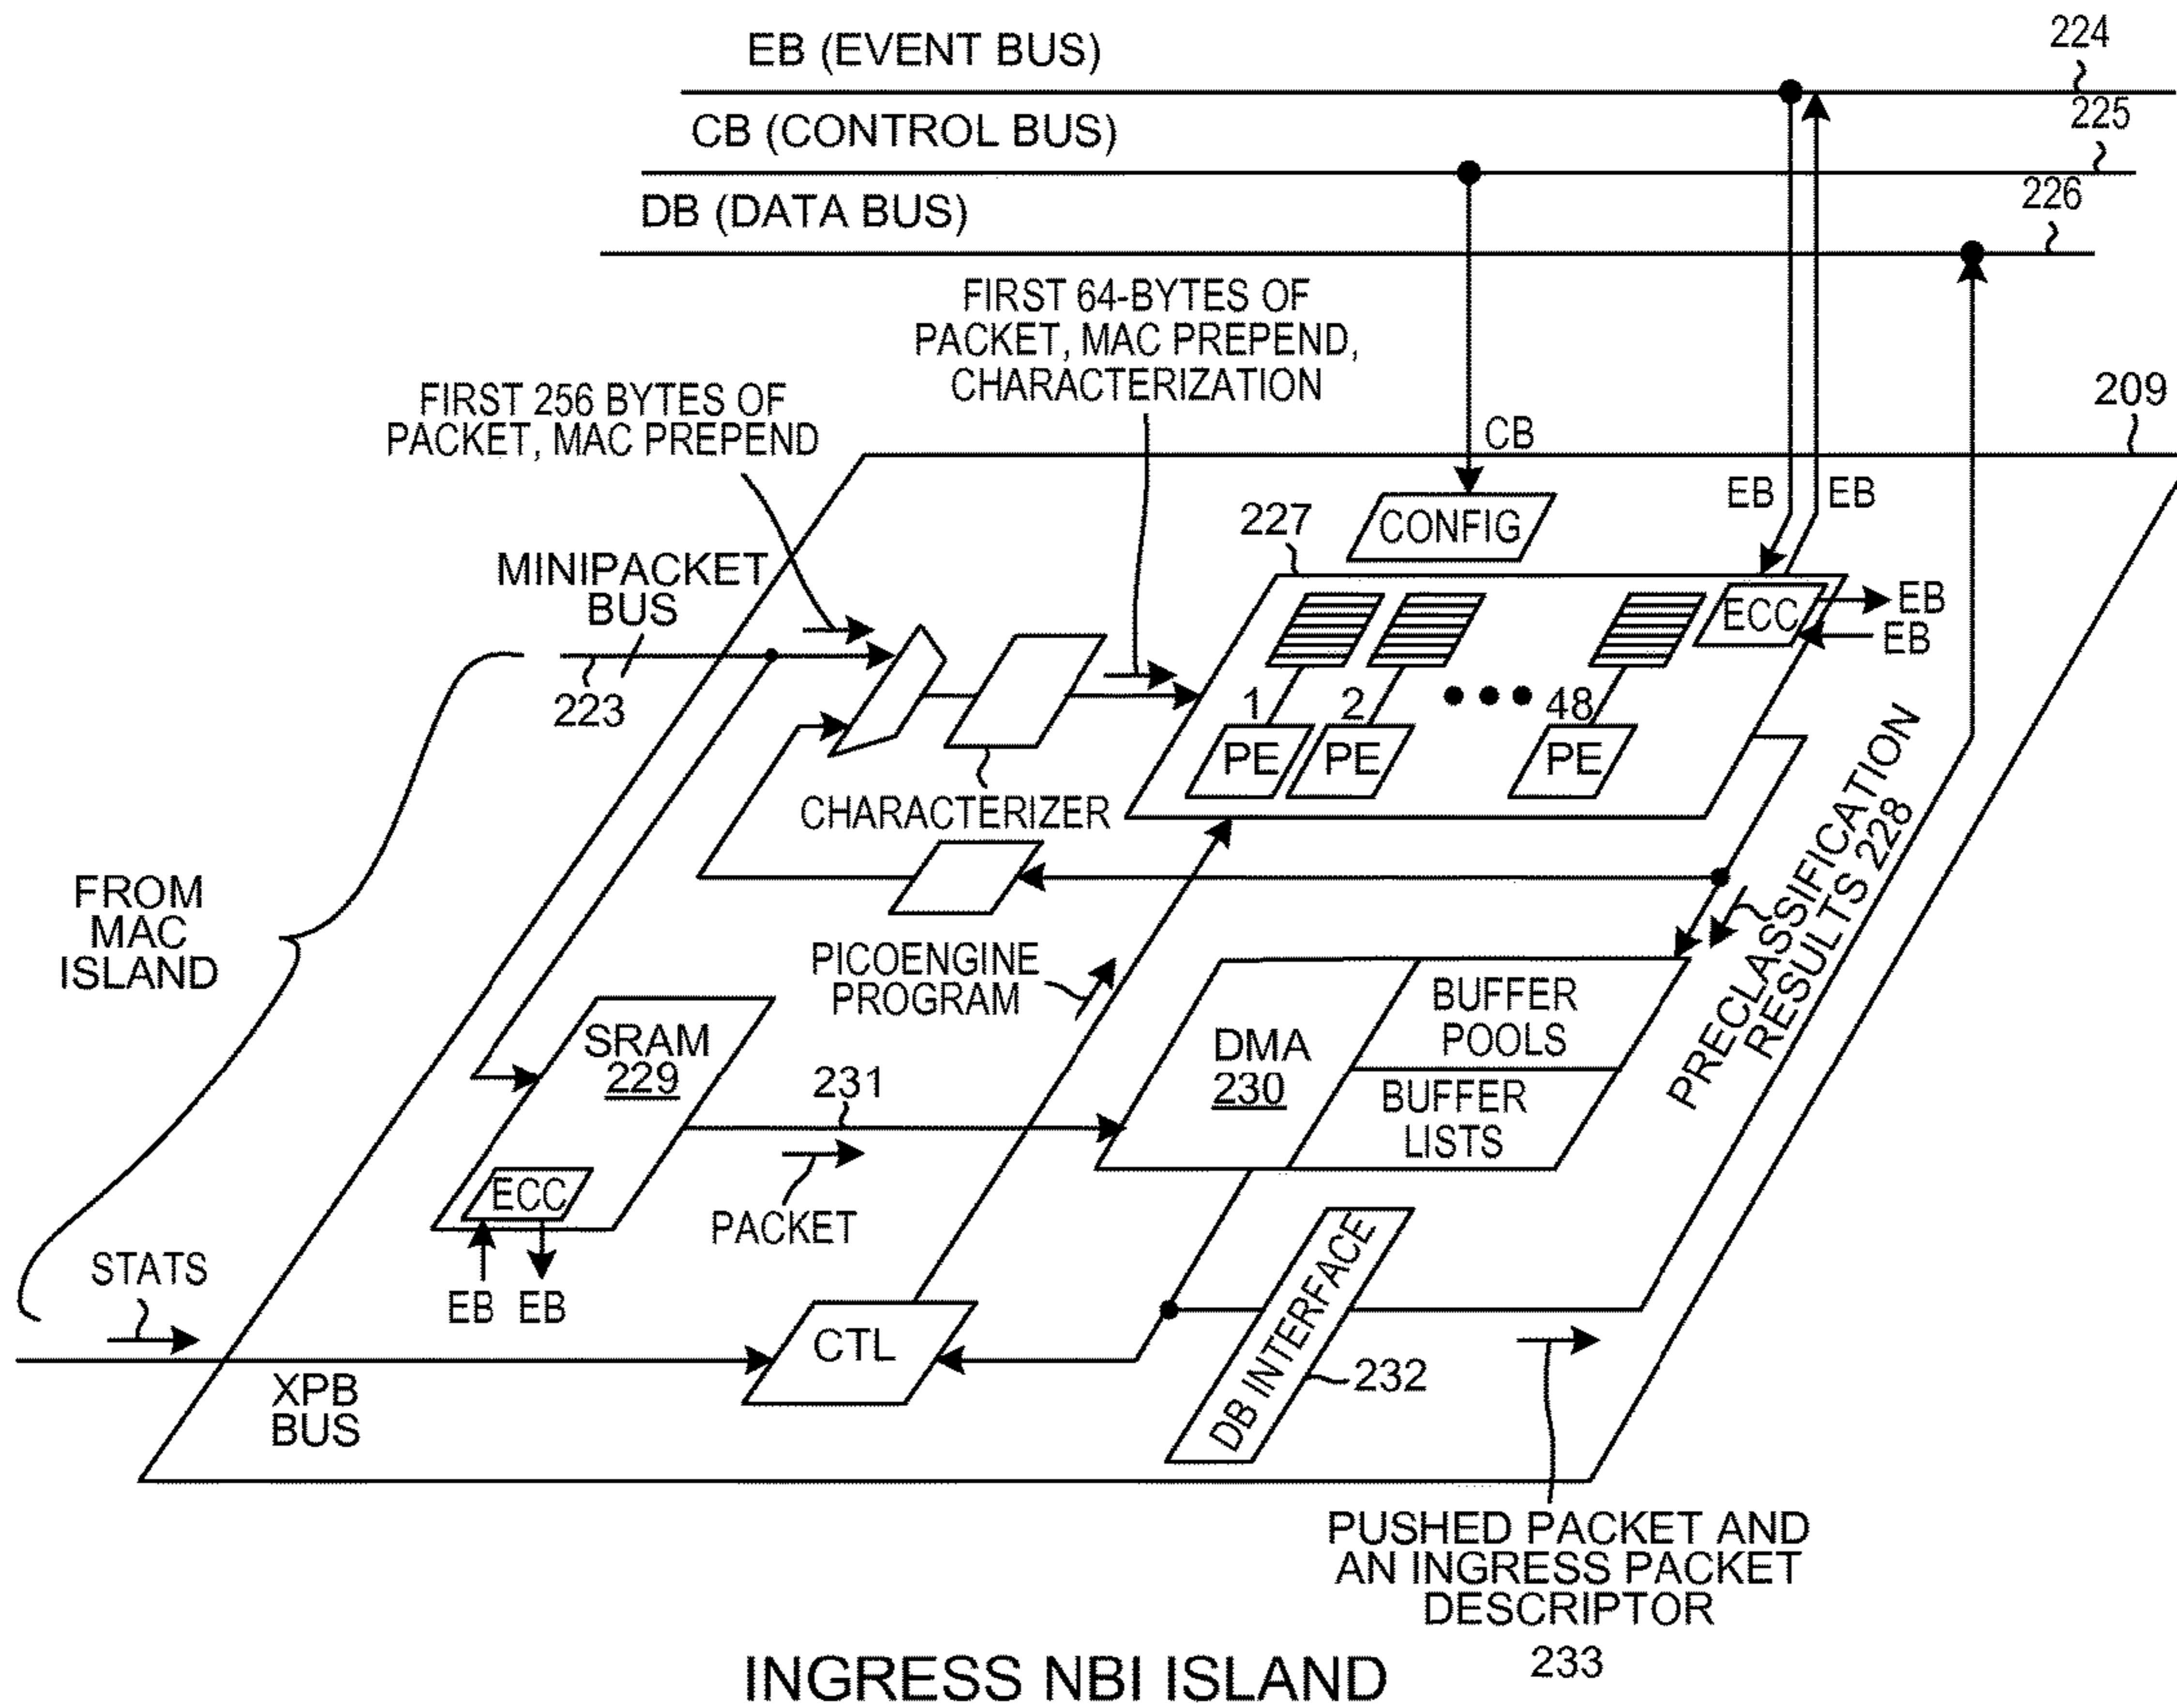 EB (EVENT BUS)
224
CB (CONTROL BUS)
225
DB (DATA BUS)
226
FIRST 64-BYTES OF
PACKET, MAC PREPEND,
CHARACTERIZATION
FIRST 256 BYTES OF
PACKET, MAC PREPEND
209
CB
EB
EB
CONFIG
227
MINIPACKET
BUS
223
ECC
EB
EB
1
2
48
PE
PE
PE
CHARACTERIZER
PRECLASSIFICATION
RESULTS 228
FROM
MAC
ISLAND
PICOENGINE
PROGRAM
SRAM
229
231
DMA
230
BUFFER
POOLS
BUFFER
LISTS
ECC
PACKET
EB
EB
STATS
XPB
BUS
CTL
DB INTERFACE
232
PUSHED PACKET AND
AN INGRESS PACKET
DESCRIPTOR
233
INGRESS NBI ISLAND